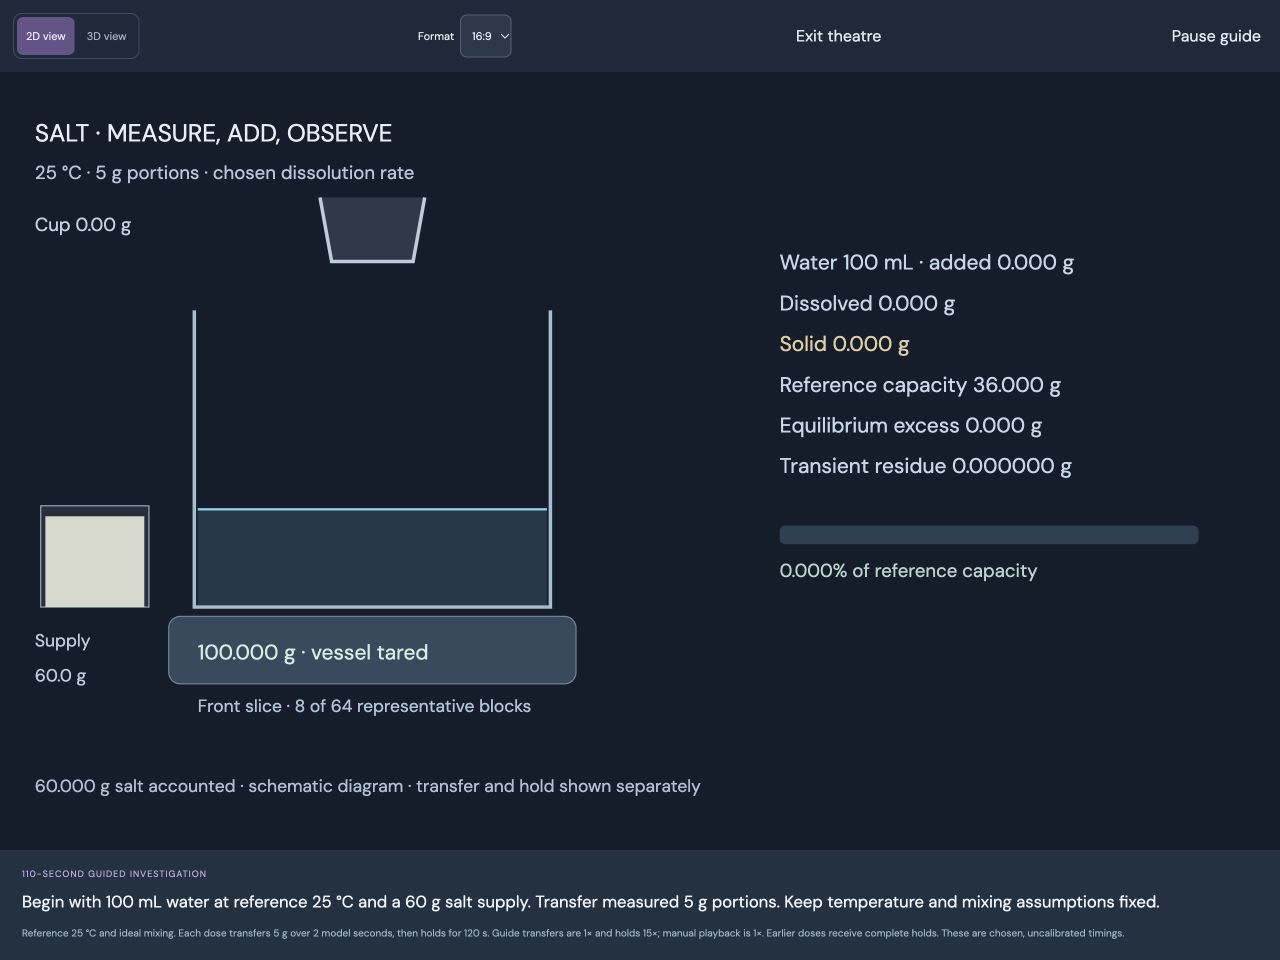 2D view
3D view
Format
16:9
Exit theatre
Pause guide
SALT · MEASURE, ADD, OBSERVE
25 °C · 5 g portions · chosen dissolution rate
Cup 0.00 g
Water 100 mL · added 0.000 g
Dissolved 0.000 g
Solid 0.000 g
Reference capacity 36.000 g
Equilibrium excess 0.000 g
Transient residue 0.000000 g
0.000% of reference capacity
Supply
60.0 g
100.000 g · vessel tared
Front slice · 8 of 64 representative blocks
60.000 g salt accounted · schematic diagram · transfer and hold shown separately
110-SECOND GUIDED INVESTIGATION
Begin with 100 mL water at reference 25 °C and a 60 g salt supply. Transfer measured 5 g portions. Keep temperature and mixing assumptions fixed.
Reference 25 °C and ideal mixing. Each dose transfers 5 g over 2 model seconds, then holds for 120 s. Guide transfers are 1× and holds 15×; manual playback is 1×. Earlier doses receive complete holds. These are chosen, uncalibrated timings.